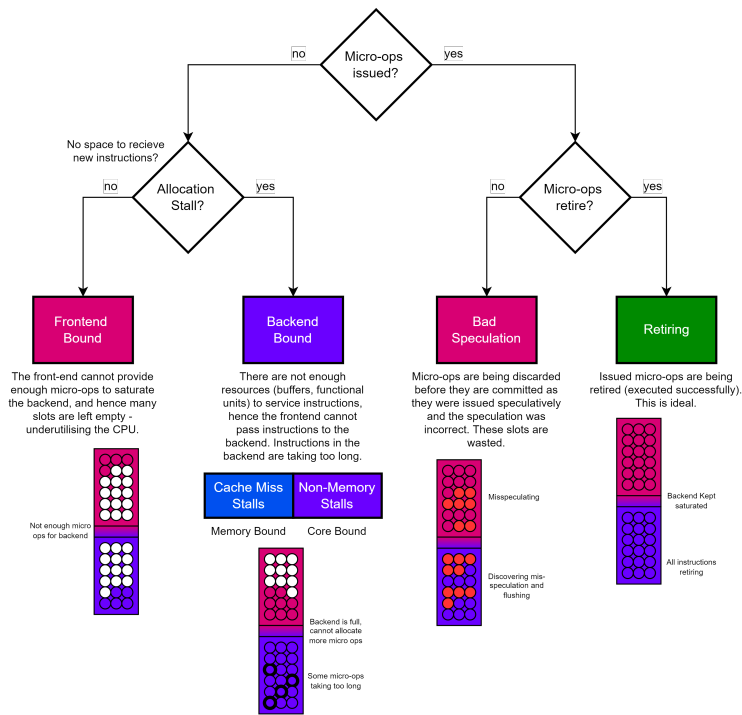 Micro-ops
issued?
no
yes
No space to recieve
new instructions?
Allocation
Stall?
no
yes
Micro-ops
retire?
no
yes
Frontend
Bound
The front-end cannot provide
enough micro-ops to saturate
the backend, and hence many
slots are left empty -
underutilising the CPU.
Not enough micro
ops for backend
Backend
Bound
There are not enough
resources (buffers, functional
units) to service instructions,
hence the frontend cannot
pass instructions to the
backend. Instructions in the
backend are taking too long.
Cache Miss
Stalls
Non-Memory
Stalls
Memory Bound
Core Bound
Backend is full,
cannot allocate
more micro ops
Some micro-ops
taking too long
Bad
Speculation
Micro-ops are being discarded
before they are committed as
they were issued speculatively
and the speculation was
incorrect. These slots are
wasted.
Misspeculating
Discovering mis-
speculation and
flushing
Retiring
Issued micro-ops are being
retired (executed successfully).
This is ideal.
Backend Kept
saturated
All instructions
retiring